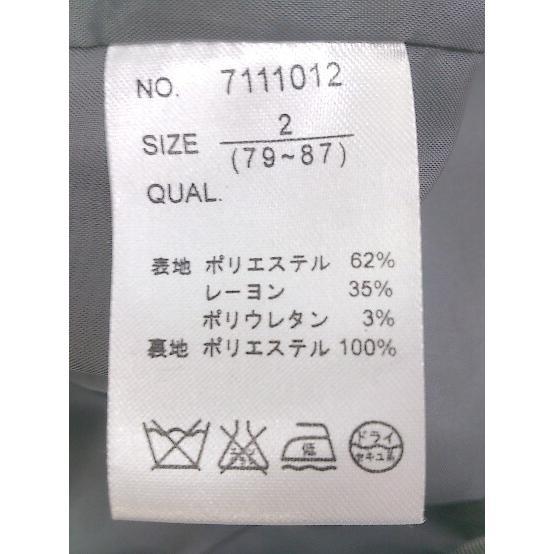 NO. 7111012
SIZE 2
(79~87)
QUAL.
表地 ポリエステル 62%
レーヨン 35%
ポリウレタン 3%
裏地 ポリエステル 100%
低
ドライ
セキユ系